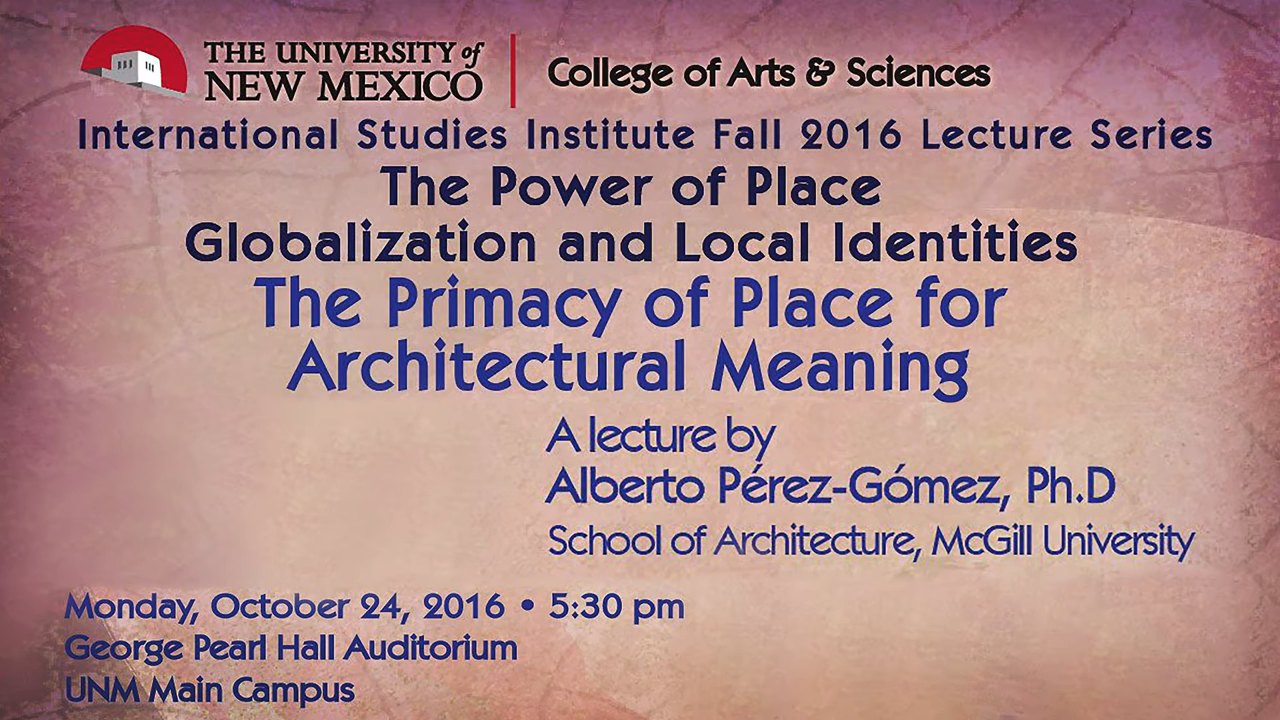 THE UNIVERSITY of
NEW MEXICO
College of Arts & Sciences
International Studies Institute Fall 2016 Lecture Series
The Power of Place
Globalization and Local Identities
The Primacy of Place for
Architectural Meaning
A lecture by
Alberto Pérez-Gómez, Ph.D
School of Architecture, McGill University
Monday, October 24, 2016 • 5:30 pm
George Pearl Hall Auditorium
UNM Main Campus